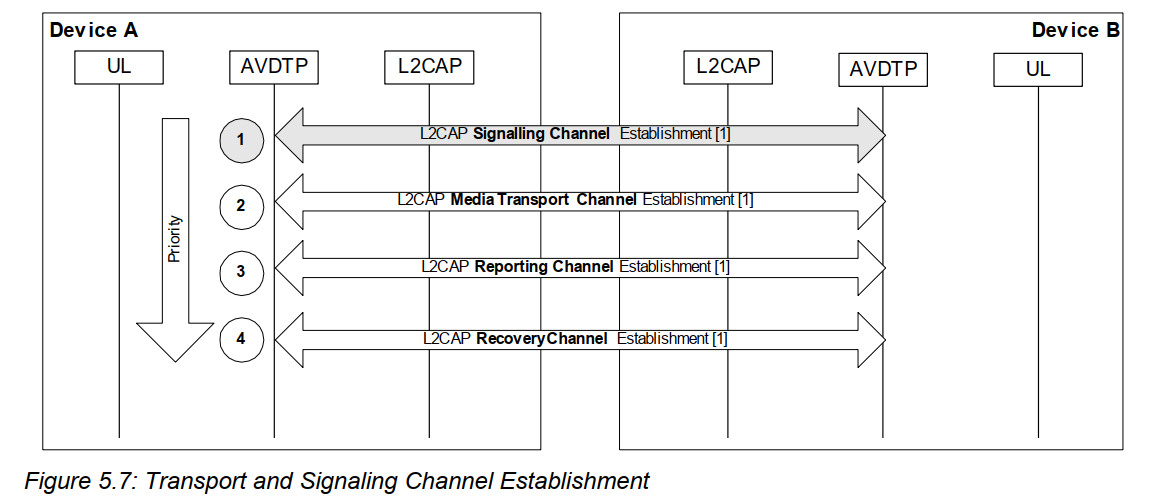 Device A
Device B
UL
AVDTP
L2CAP
L2CAP
AVDTP
UL
Priority
1
L2CAP Signalling Channel Establishment [1]
2
L2CAP Media Transport Channel Establishment [1]
3
L2CAP Reporting Channel Establishment [1]
4
L2CAP RecoveryChannel Establishment [1]
Figure 5.7: Transport and Signaling Channel Establishment